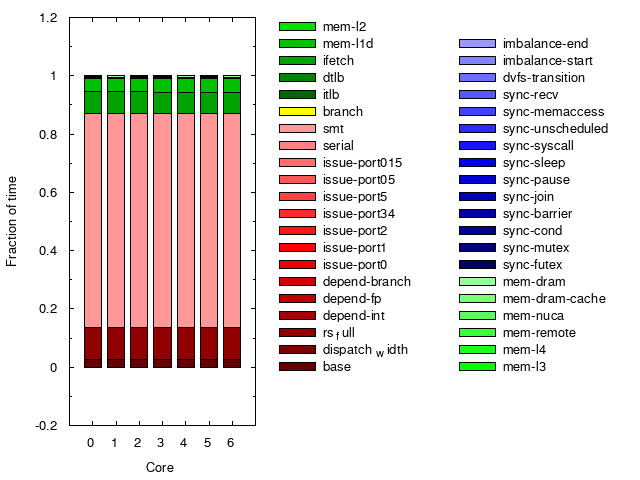 1.2
1
0.8
0.6
0.4
0.2
0
-0.2
Fraction of time
0 1 2 3 4 5 6
Core
mem-l2
mem-l1d
ifetch
dtlb
itlb
branch
smt
serial
issue-port015
issue-port05
issue-port5
issue-port34
issue-port2
issue-port1
issue-port0
depend-branch
depend-fp
depend-int
rs f ull
dispatch w idth
base
imbalance-end
imbalance-start
dvfs-transition
sync-recv
sync-memaccess
sync-unscheduled
sync-syscall
sync-sleep
sync-pause
sync-join
sync-barrier
sync-cond
sync-mutex
sync-futex
mem-dram
mem-dram-cache
mem-nuca
mem-remote
mem-l4
mem-l3